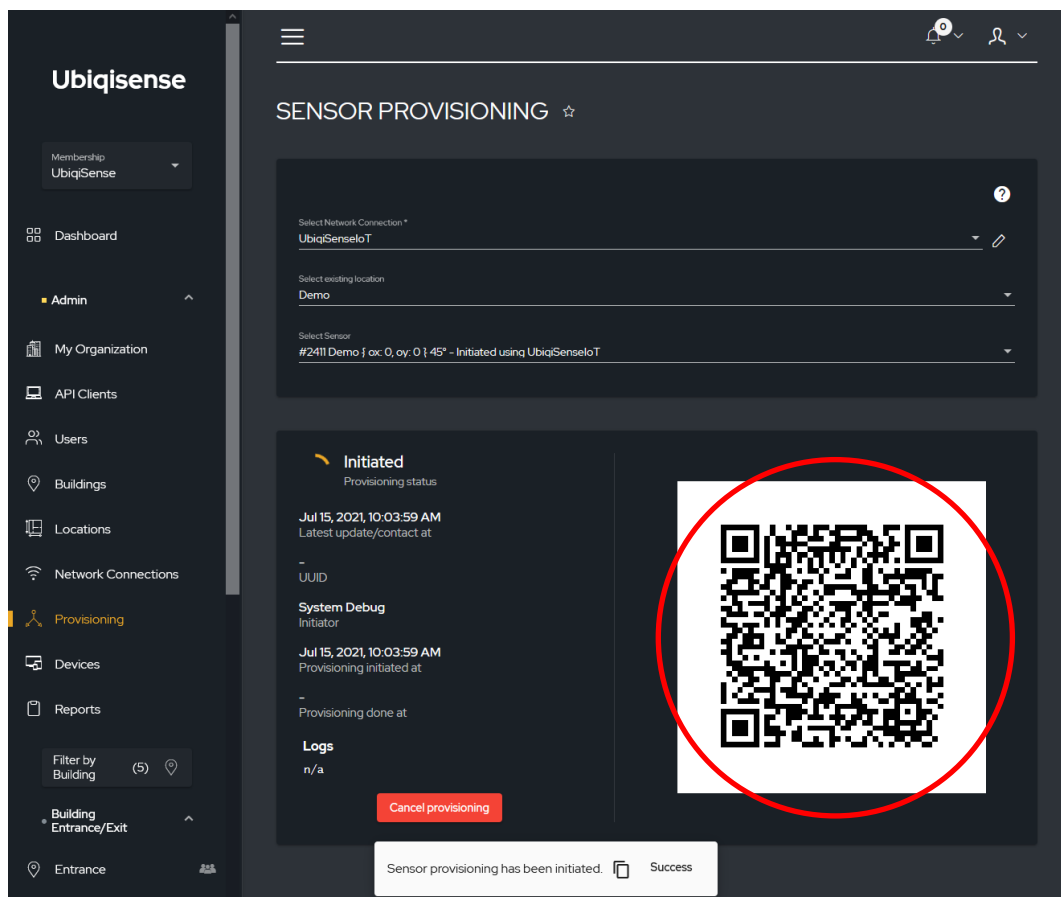 Ubiqisense
Membership
UbiqiSense
Dashboard
Admin
My Organization
API Clients
Users
Buildings
Locations
Network Connections
Provisioning
Devices
Reports
Filter by
Building
(5)
Building
Entrance/Exit
Entrance
0
SENSOR PROVISIONING
?
Select Network Connection *
UbiqiSenseIoT
Select existing location
Demo
Select Sensor
#2411 Demo { ox: 0, oy: 0 } 45° - Initiated using UbiqiSenseIoT
Initiated
Provisioning status
Jul 15, 2021, 10:03:59 AM
Latest update/contact at
–
UUID
System Debug
Initiator
Jul 15, 2021, 10:03:59 AM
Provisioning initiated at
–
Provisioning done at
Logs
n/a
Cancel provisioning
Sensor provisioning has been initiated. Success